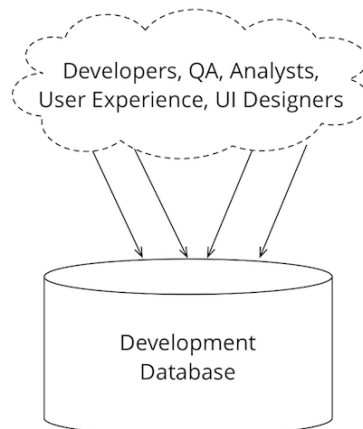 Developers, QA, Analysts,
User Experience, UI Designers
Development
Database